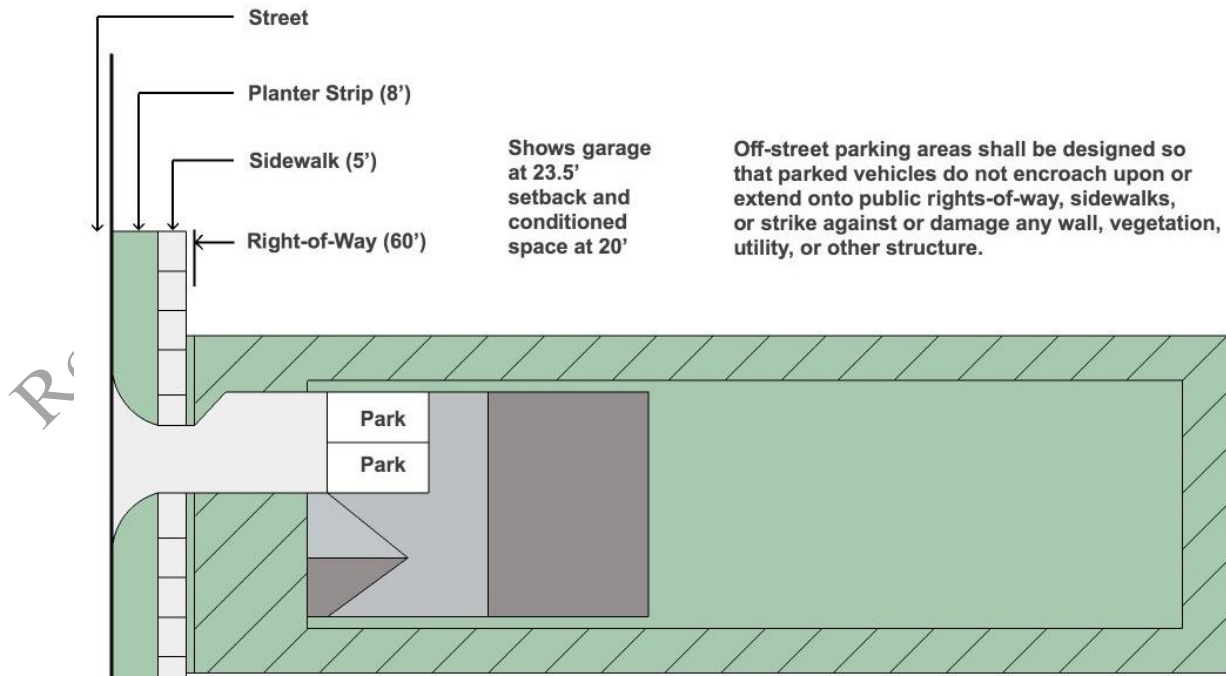 Street
Planter Strip (8’)
Sidewalk (5’)
Right-of-Way (60’)
Shows garage
at 23.5’
setback and
conditioned
space at 20’
Off-street parking areas shall be designed so
that parked vehicles do not encroach upon or
extend onto public rights-of-way, sidewalks,
or strike against or damage any wall, vegetation,
utility, or other structure.
Park
Park